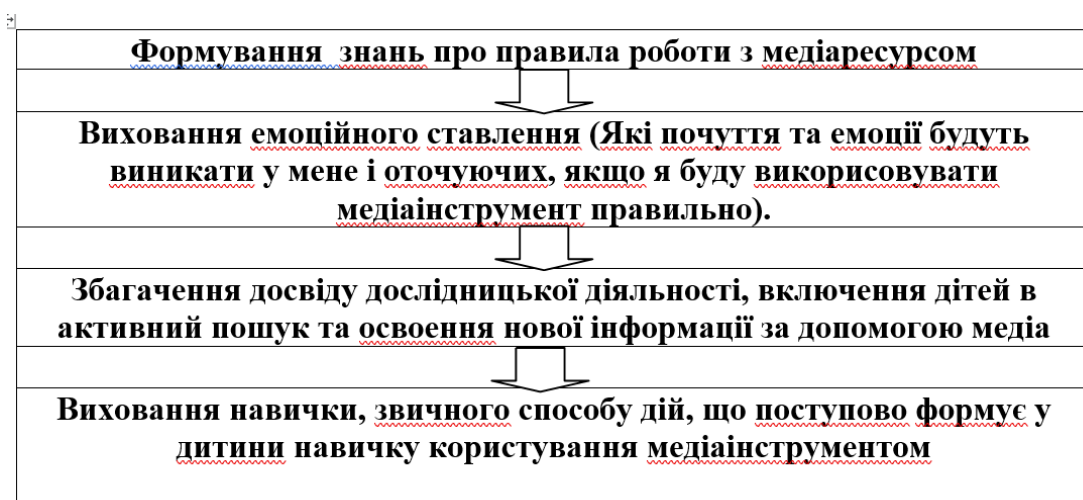 Формування знань про правила роботи з медіаресурсом
Виховання емоційного ставлення (Які почуття та емоції будуть
виникати у мене і оточуючих, якщо я буду викорисовувати
медіаінструмент правильно).
Збагачення досвіду дослідницької діяльності, включення дітей в
активний пошук та освоення нової інформації за допомогою медіа
Виховання навички, звичного способу дій, що поступово формує у
дитини навичку користування медіаінструментом